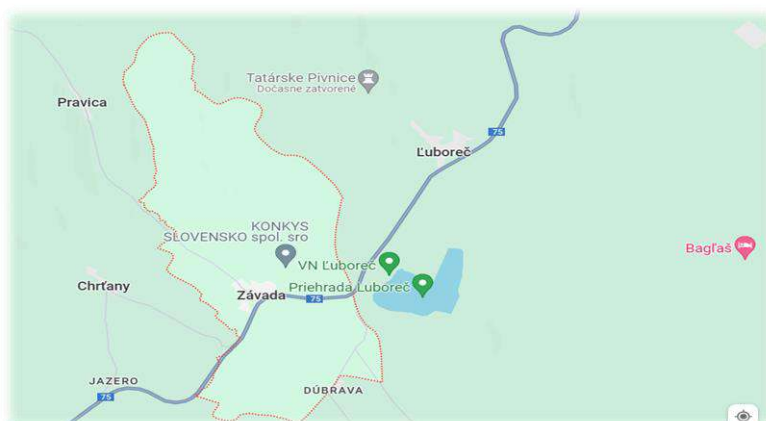 Tatárske Pivnice
Dočasne zatvorené
Pravica
75
Ľuboreč
KONKYS
SLOVENSKO spol. sro
Bagľaš
VN Ľuboreč
Chrťany
Priehrada Ľuboreč
Závada
75
JAZERO
DÚBRAVA
75